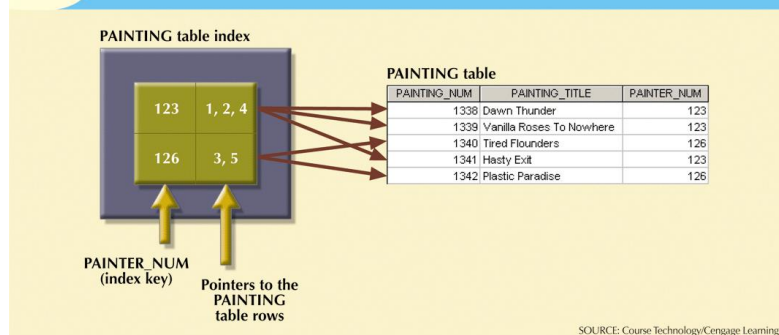 PAINTING table index
123 1, 2, 4
126 3, 5
PAINTER_NUM
(index key)
Pointers to the
PAINTING
table rows
PAINTING table
PAINTING_NUM PAINTING_TITLE PAINTER_NUM
1338 Dawn Thunder 123
1339 Vanilla Roses To Nowhere 123
1340 Tired Flounders 126
1341 Hasty Exit 123
1342 Plastic Paradise 126
SOURCE: Course Technology/Cengage Learning